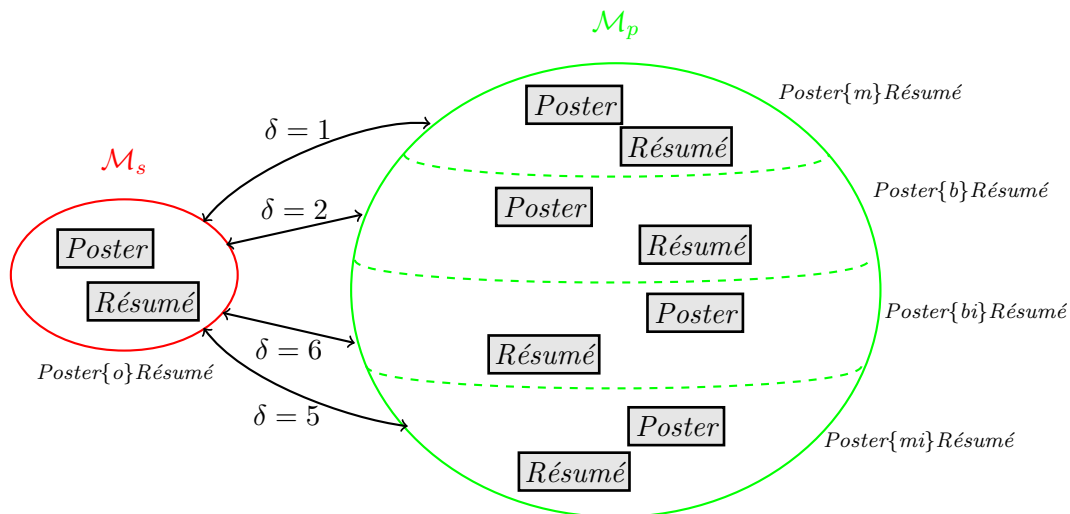 ℳₚ
Poster{m}Résumé
Poster
Résumé
δ = 1
ℳₛ
Poster{b}Résumé
Poster
δ = 2
Poster
Résumé
Résumé
Poster
Poster{bi}Résumé
δ = 6
Résumé
Poster{o}Résumé
δ = 5
Poster
Poster{mi}Résumé
Résumé